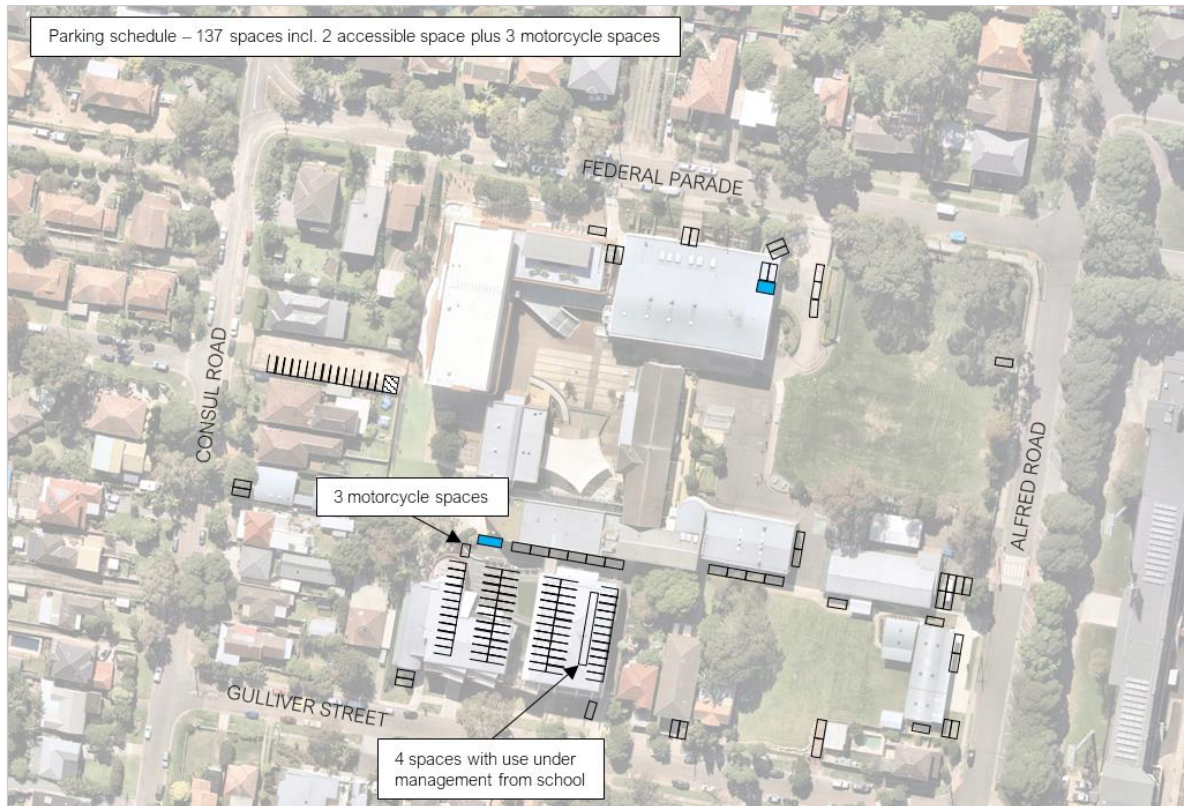 Parking schedule – 137 spaces incl. 2 accessible space plus 3 motorcycle spaces
FEDERAL PARADE
CONSUL ROAD
ALFRED ROAD
3 motorcycle spaces
GULLIVER STREET
4 spaces with use under
management from school